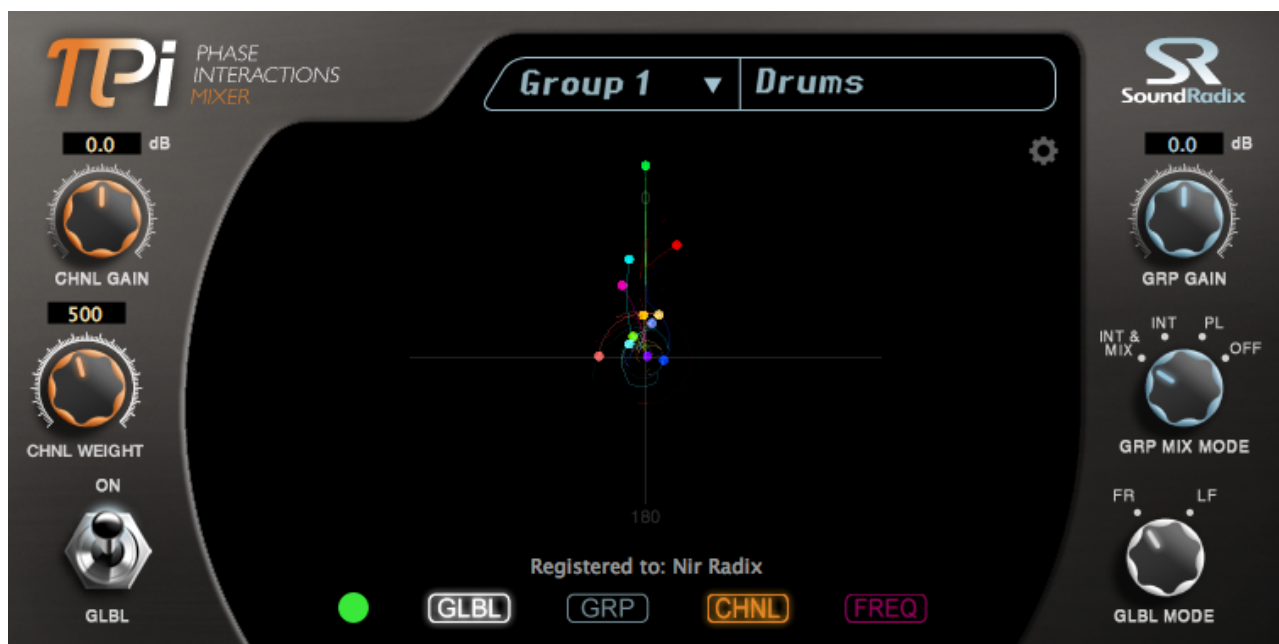 πPi PHASE
INTERACTIONS
MIXER
Group 1 ▼ Drums
SR
SoundRadix
0.0 dB
CHNL GAIN
0.0 dB
GRP GAIN
0
500
CHNL WEIGHT
INT &
MIX INT PL OFF
GRP MIX MODE
ON
GLBL
180
FR LF
GLBL MODE
Registered to: Nir Radix
GLBL GRP CHNL FREQ